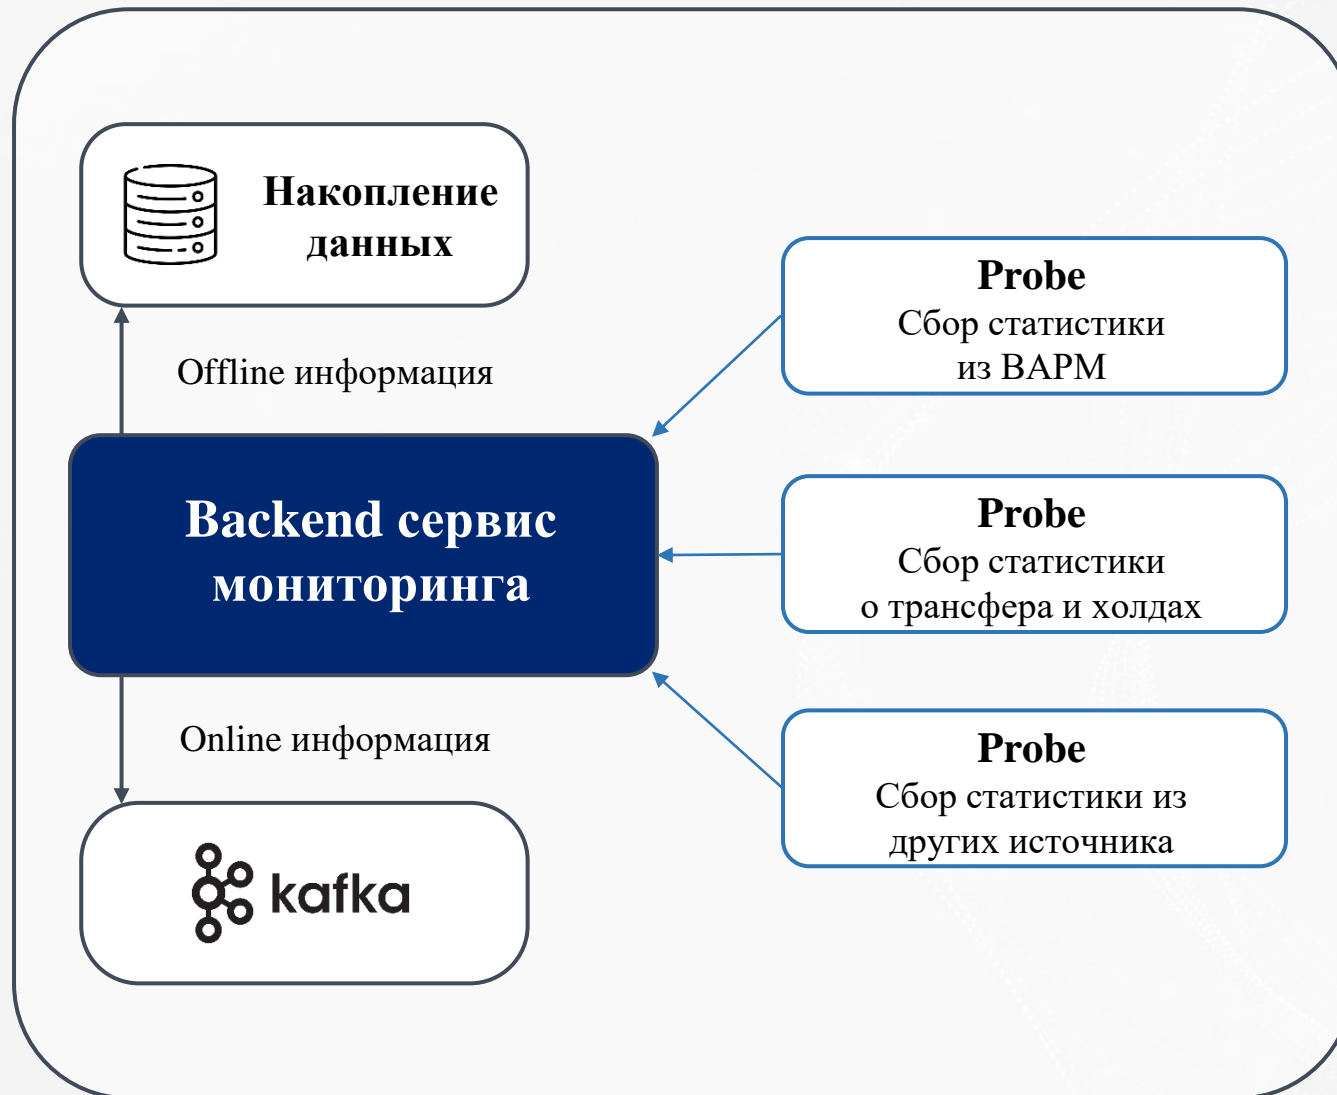 Накопление
данных
Offline информация
Backend сервис
мониторинга
Online информация
kafka
Probe
Сбор статистики
из ВАРМ
Probe
Сбор статистики
о трансфера и холдах
Probe
Сбор статистики из
других источника